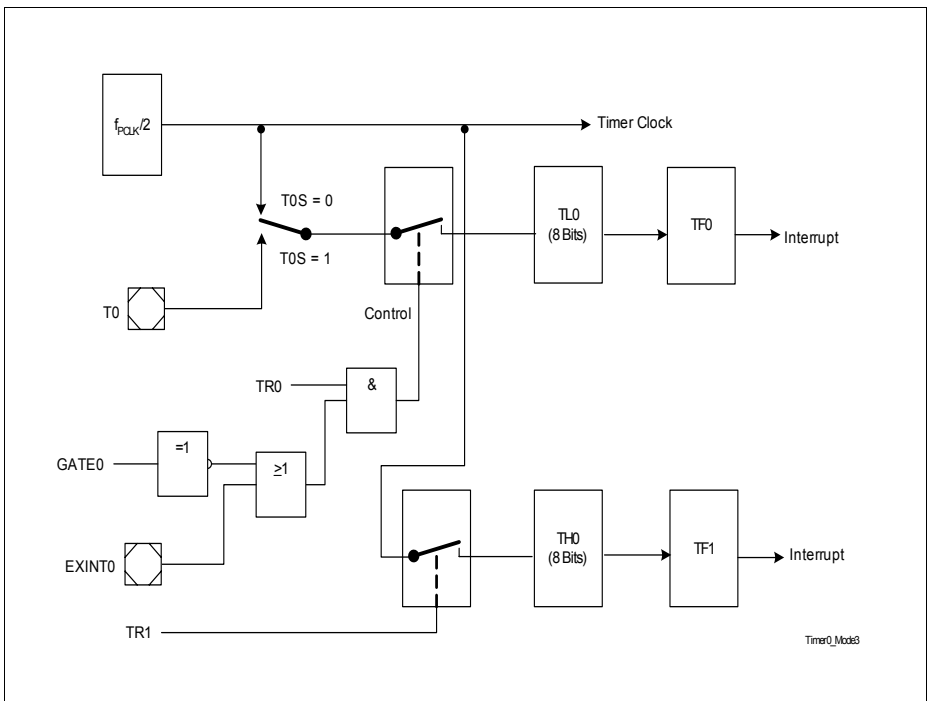 fPCLK/2
Timer Clock
T0S = 0
T0S = 1
TL0
(8 Bits)
TF0
Interrupt
T0
Control
TR0
&
=1
GATE0
≥1
EXINT0
TH0
(8 Bits)
TF1
Interrupt
TR1
Timer0_Mode3